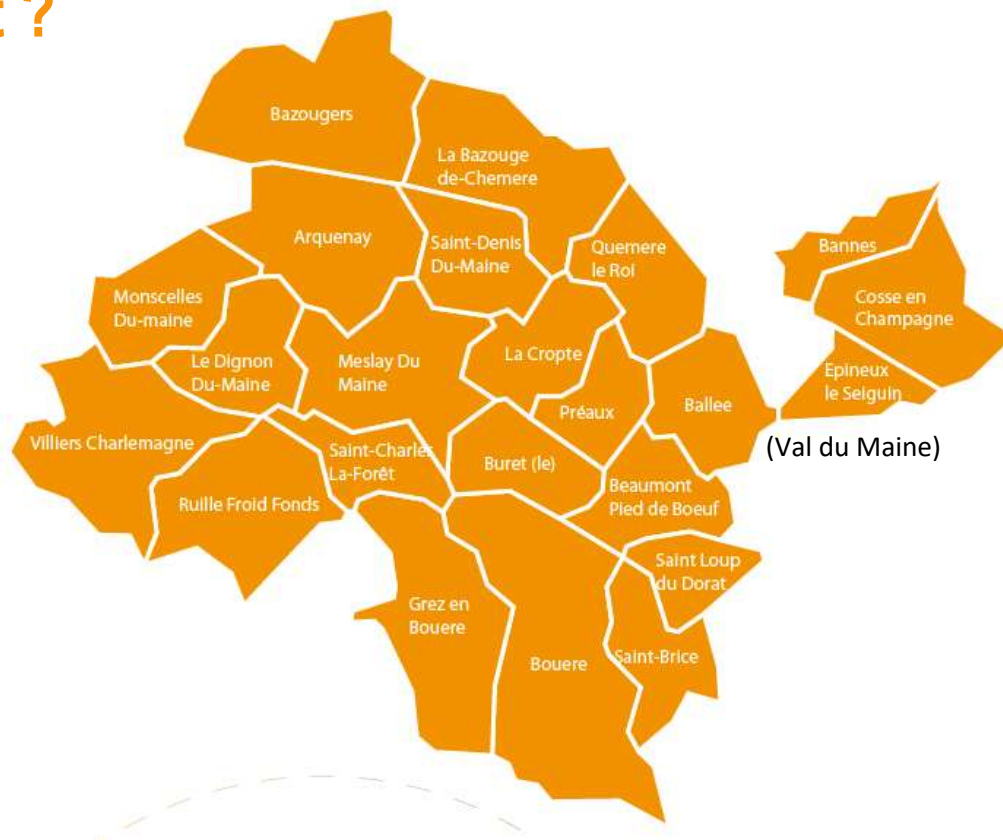 ?
Bazougers
La Bazouge
de-Chemere
Arquenay
Saint-Denis
Du-Maine
Quemere
le Roi
Bannes
Cosse en
Champagne
Monscelles
Du-maine
Le Dignon
Du-Maine
Meslay Du
Maine
La Cropte
Préaux
Ballee
Epineux
le Seiguin
(Val du Maine)
Villiers Charlemagne
Saint-Charler
La-Forêt
Buret (le)
Ruille Froid Fonds
Beaumont
Pied de Boeuf
Saint Loup
du Dorat
Grez en
Bouere
Bouere
Saint-Brice